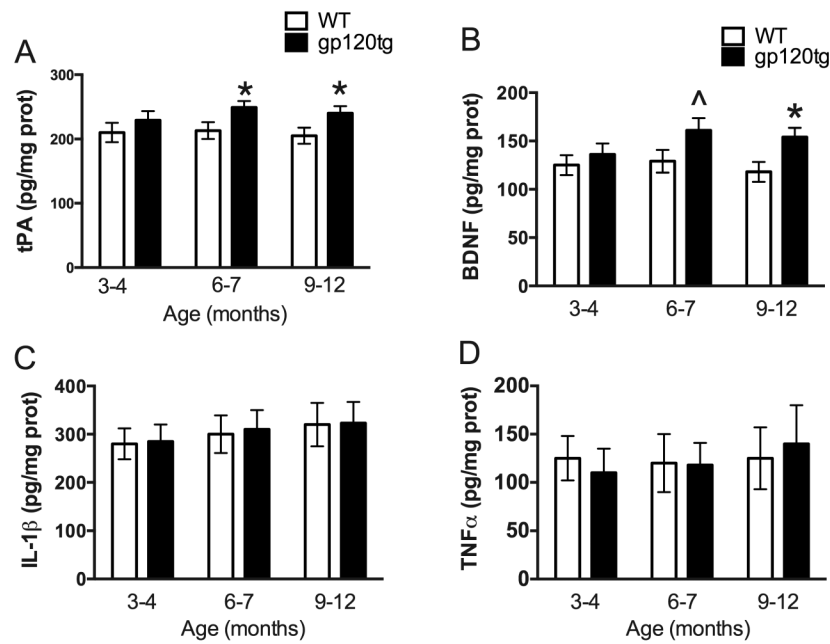 A
WT
gp120tg
tPA (pg/mg prot)
300
200
100
0
*
*
3-4
6-7
9-12
Age (months)
B
WT
gp120tg
BDNF (pg/mg prot)
200
150
100
50
0
^
*
3-4
6-7
9-12
C
IL-1β (pg/mg prot)
400
300
200
100
0
3-4
6-7
9-12
Age (months)
D
TNFα (pg/mg prot)
200
150
100
50
0
3-4
6-7
9-12
Age (months)